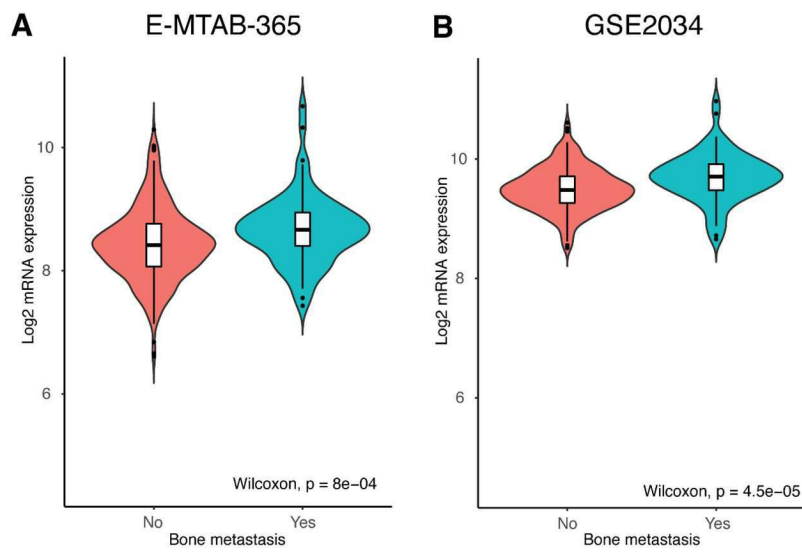 A
E-MTAB-365
Log2 mRNA expression
10
8
6
Wilcoxon, p = 8e−04
No
Yes
Bone metastasis
B
GSE2034
Log2 mRNA expression
10
8
6
Wilcoxon, p = 4.5e−05
No
Yes
Bone metastasis